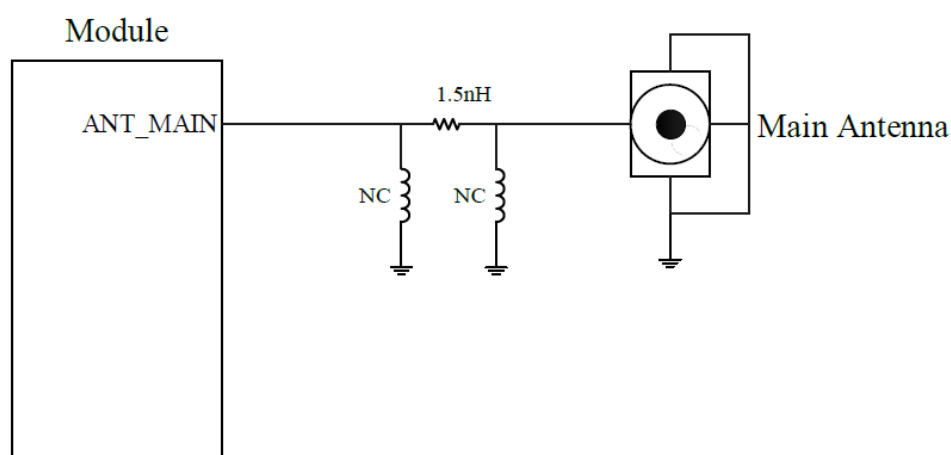 Module
1.5nH
ANT_MAIN
Main Antenna
NC
NC